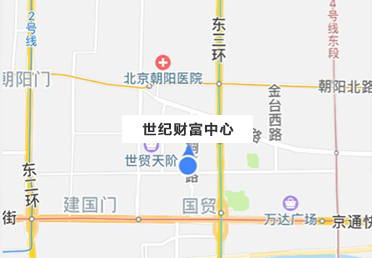 2号线
东三环
14号线东段
朝阳门
北京朝阳医院
朝阳北路
金台西路
世纪财富中心
世贸天阶
路
东二环
建国门
国贸
万达广场
街
京通快